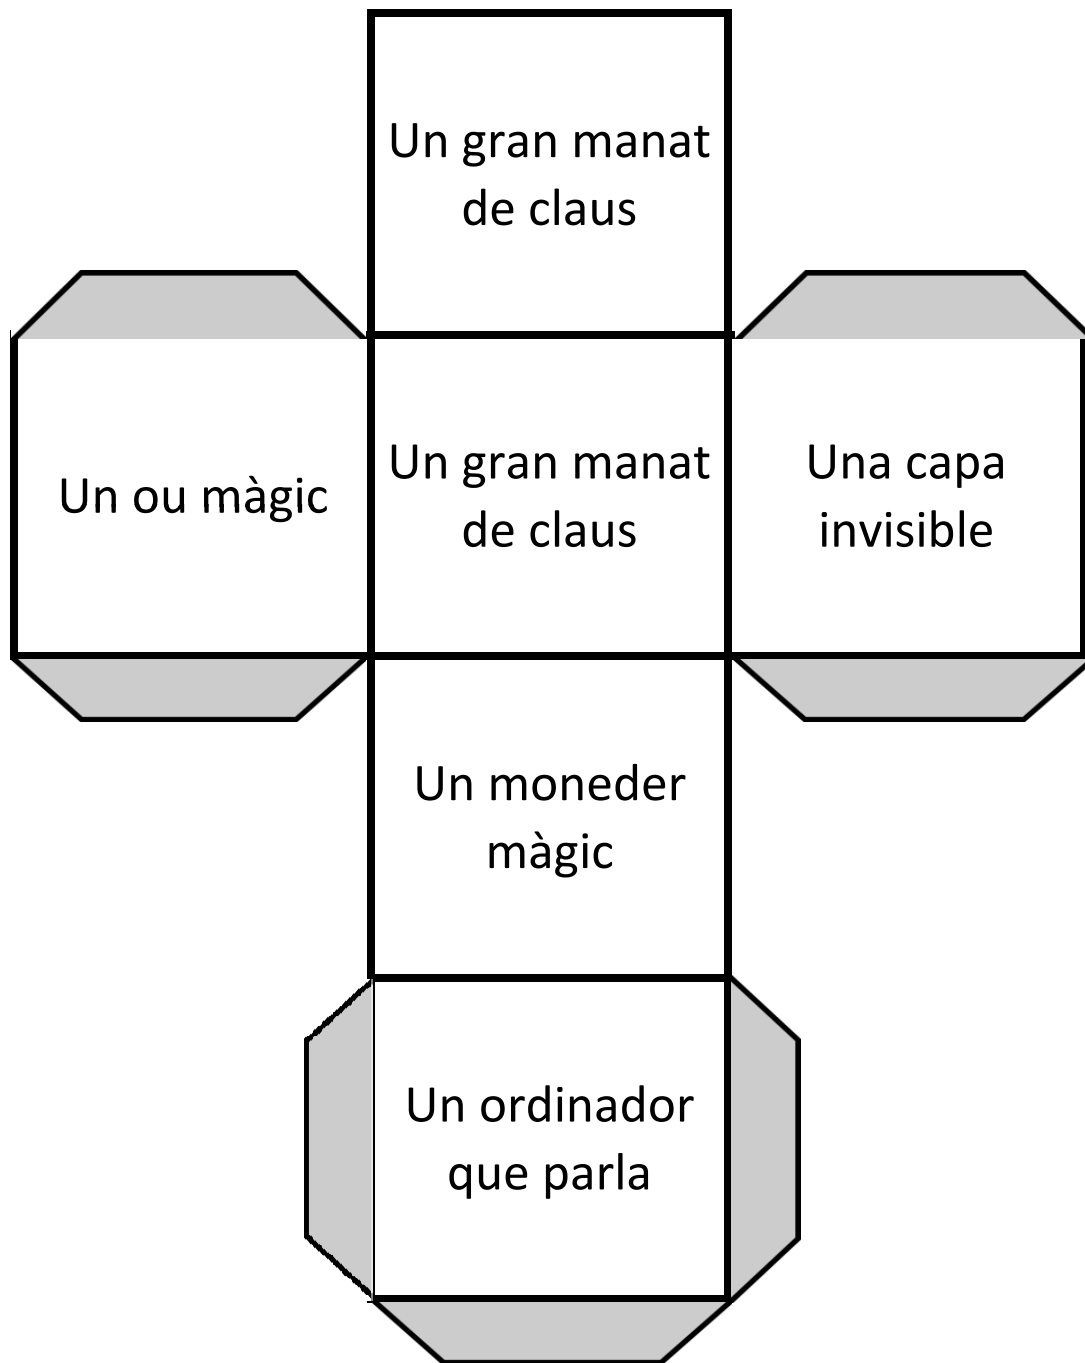 Un gran manat
de claus
Un ou màgic
Un gran manat
de claus
Una capa
invisible
Un moneder
màgic
Un ordinador
que parla